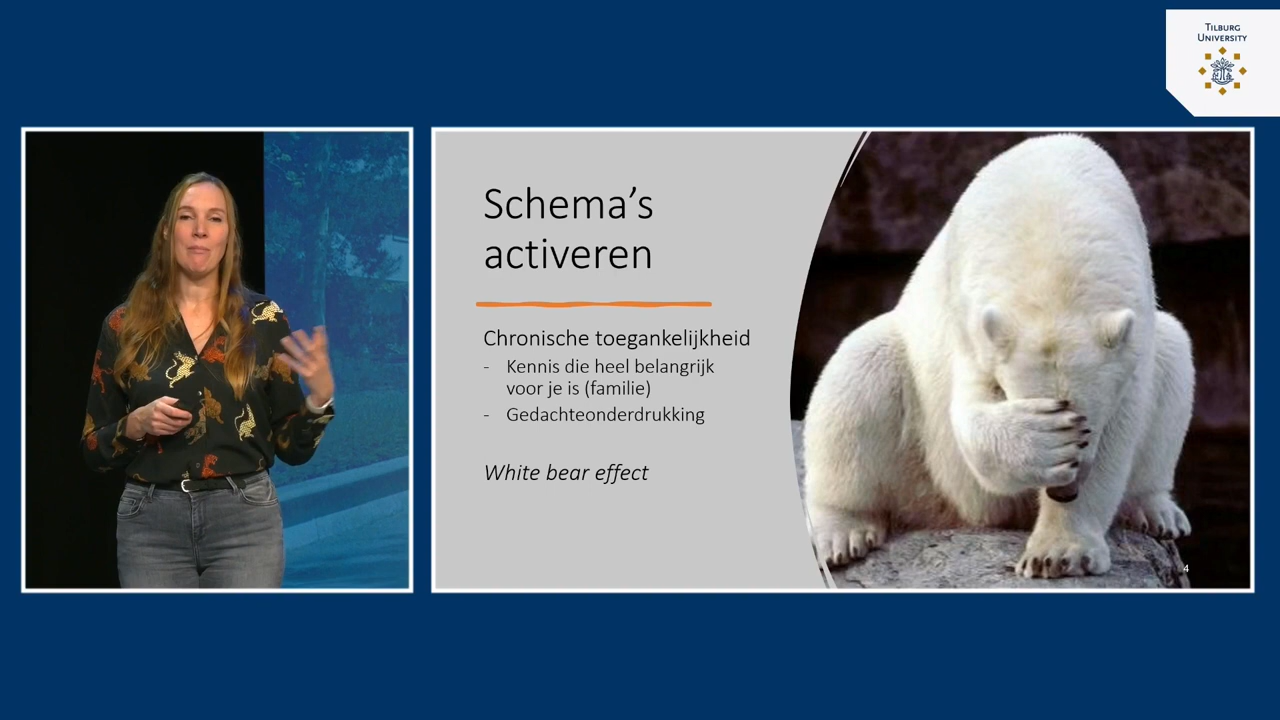 TILBURG
UNIVERSITY
Schema’s
activeren
Chronische toegankelijkheid
- Kennis die heel belangrijk
voor je is (familie)
- Gedachteonderdrukking
White bear effect
4